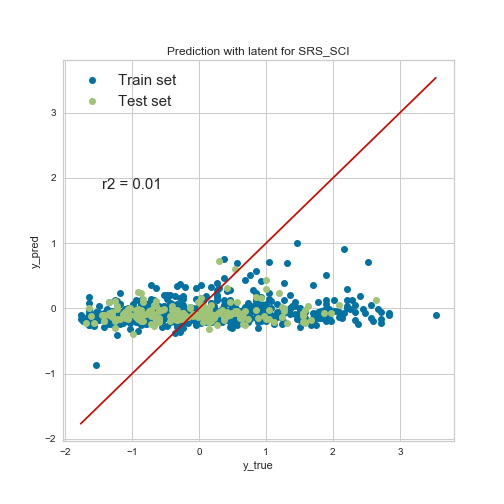 Prediction with latent for SRS_SCI
Train set
Test set
r2 = 0.01
y_pred
3
2
1
0
−1
−2
−2
−1
0
1
2
3
y_true